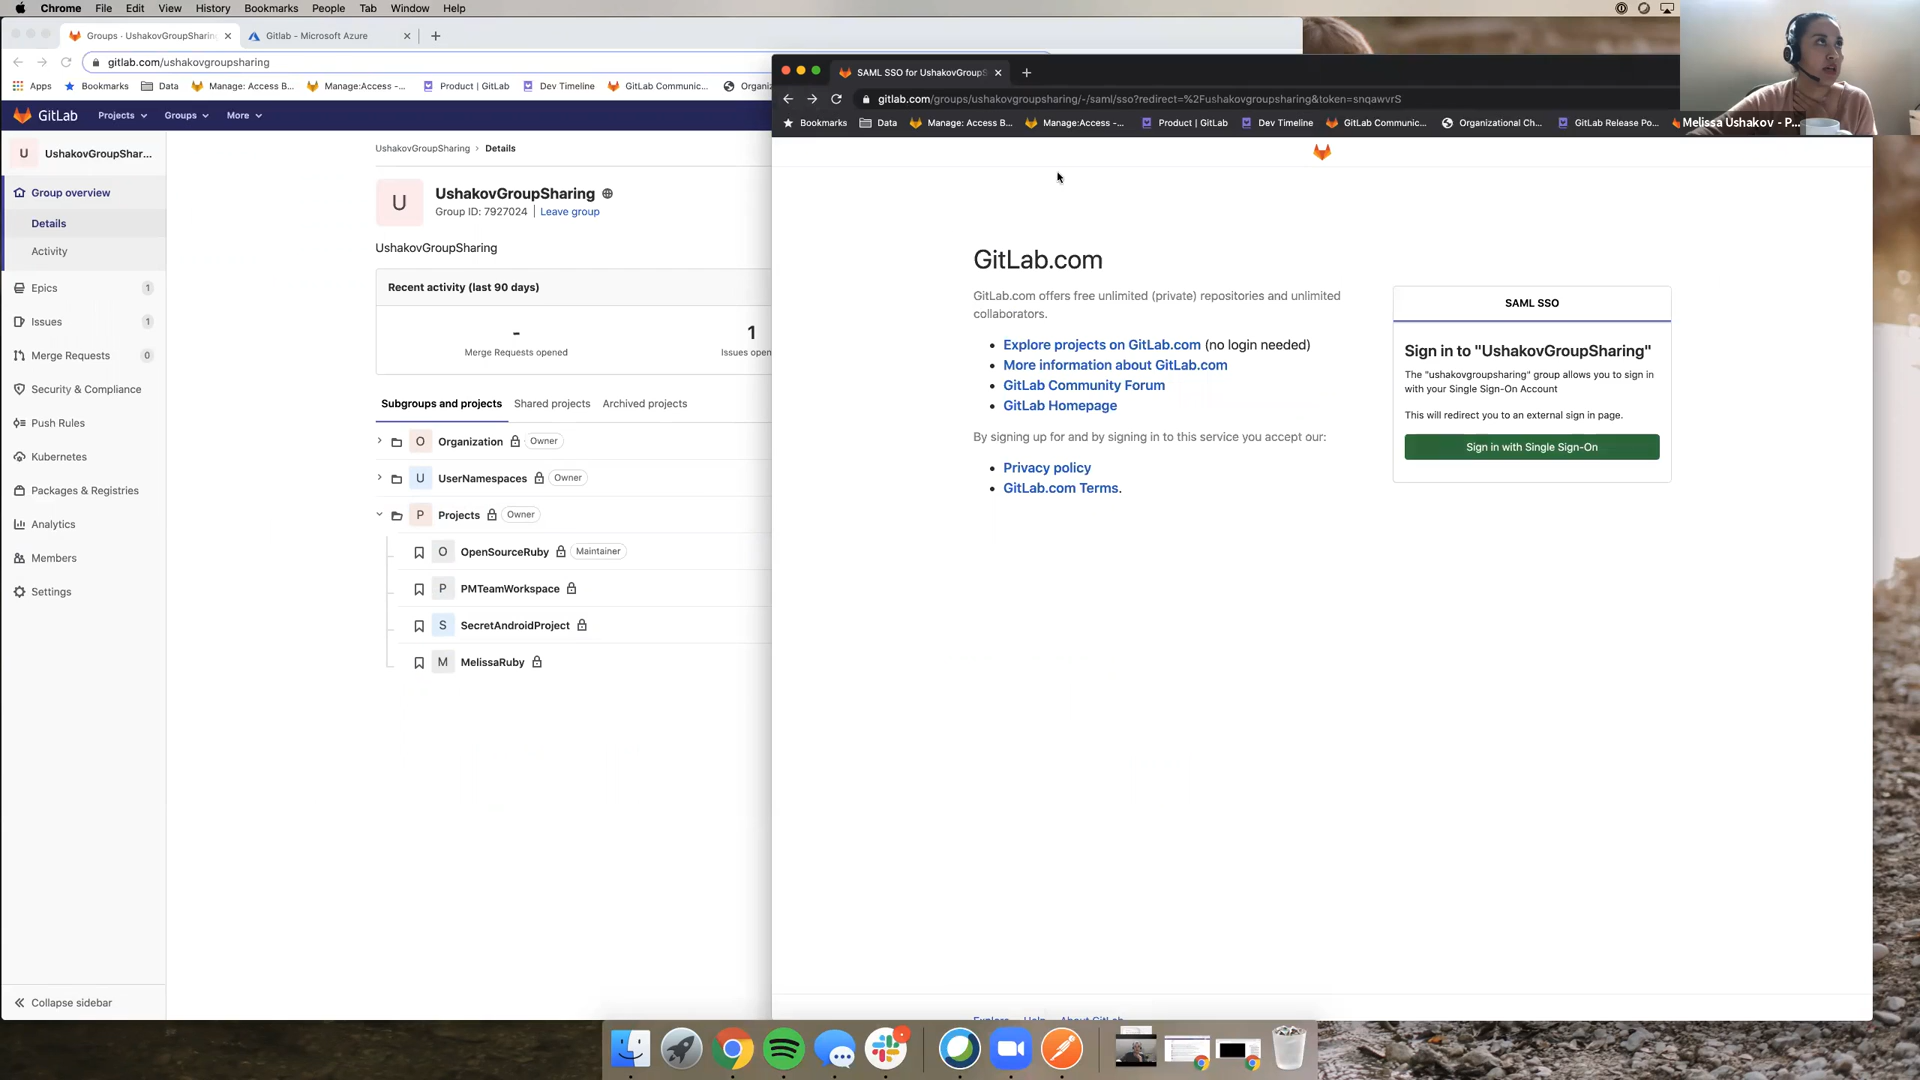 Chrome File Edit View History Bookmarks People Tab Window Help
Groups · UshakovGroupSharing
Gitlab - Microsoft Azure
gitlab.com/ushakovgroupsharing
Apps Bookmarks Data Manage: Access B... Manage:Access -... Product | GitLab Dev Timeline GitLab Communic...
GitLab Projects Groups More
U UshakovGroupShar...
Group overview
Details
Activity
Epics 1
Issues 1
Merge Requests 0
Security & Compliance
Push Rules
Kubernetes
Packages & Registries
Analytics
Members
Settings
Collapse sidebar
UshakovGroupSharing > Details
U
UshakovGroupSharing
Group ID: 7927024 | Leave group
UshakovGroupSharing
Recent activity (last 90 days)
- 1
Merge Requests opened Issues open
Subgroups and projects Shared projects Archived projects
O Organization Owner
U UserNamespaces Owner
P Projects Owner
O OpenSourceRuby Maintainer
P PMTeamWorkspace
S SecretAndroidProject
M MelissaRuby
SAML SSO for UshakovGroupS
gitlab.com/groups/ushakovgroupsharing/-/saml/sso?redirect=%2Fushakovgroupsharing&token=snqawvrS
Bookmarks Data Manage: Access B... Manage:Access -... Product | GitLab Dev Timeline GitLab Communic... Organizational Ch... GitLab Release Po...
Melissa Ushakov - P...
GitLab.com
GitLab.com offers free unlimited (private) repositories and unlimited
collaborators.
• Explore projects on GitLab.com (no login needed)
• More information about GitLab.com
• GitLab Community Forum
• GitLab Homepage
By signing up for and by signing in to this service you accept our:
• Privacy policy
• GitLab.com Terms.
SAML SSO
Sign in to "UshakovGroupSharing"
The "ushakovgroupsharing" group allows you to sign in
with your Single Sign-On Account
This will redirect you to an external sign in page.
Sign in with Single Sign-On
Explore Help About GitLab